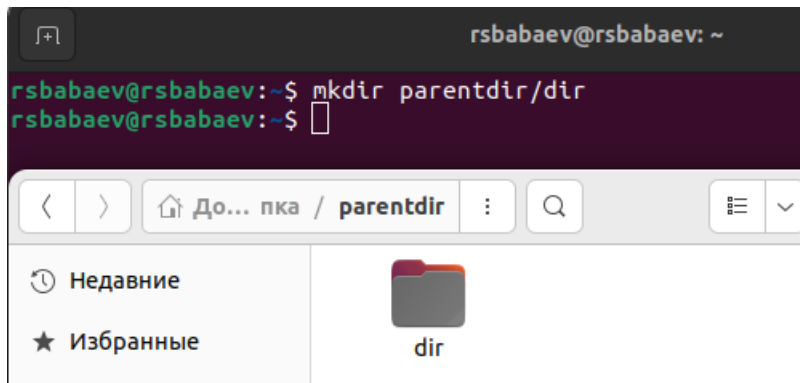 rsbabaev@rsbabaev: ~
rsbabaev@rsbabaev:~$ mkdir parentdir/dir
rsbabaev@rsbabaev:~$
До... пка / parentdir
Недавние
Избранные
dir